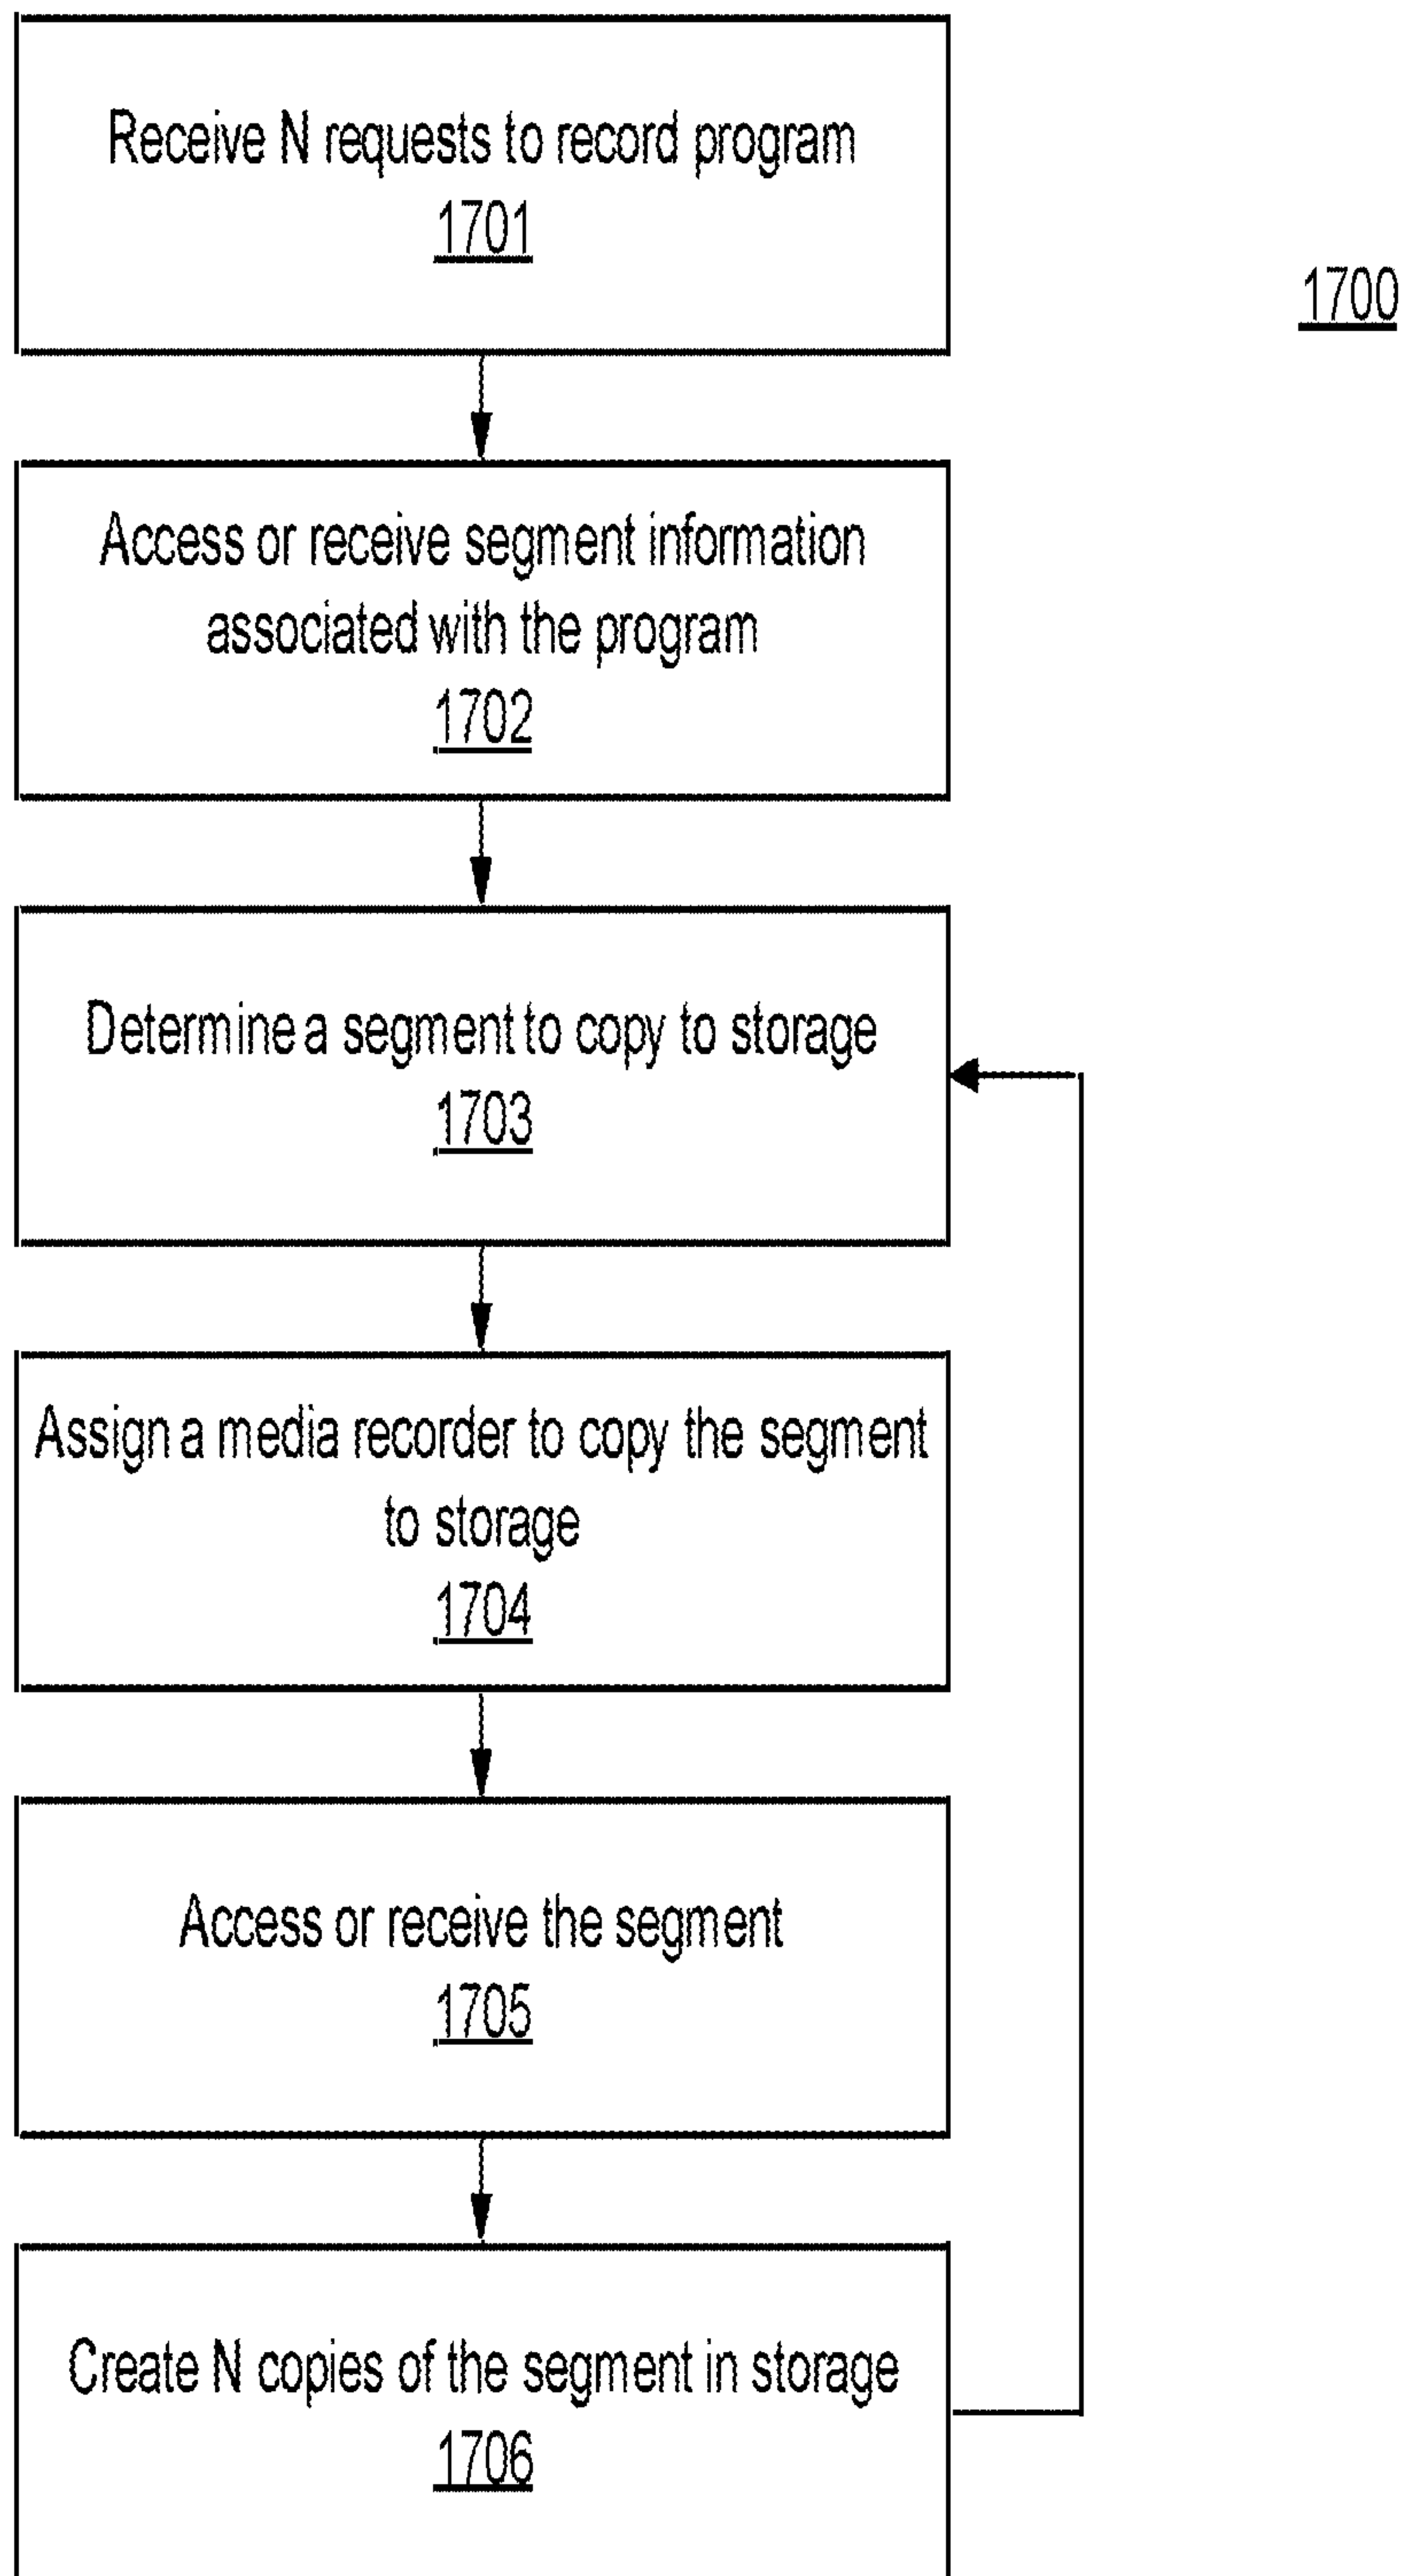 Receive N requests to record program
1701
1700
Access or receive segment information
associated with the program
1702
Determine a segment to copy to storage
1703
Assign a media recorder to copy the segment
to storage
1704
Access or receive the segment
1705
Create N copies of the segment in storage
1706